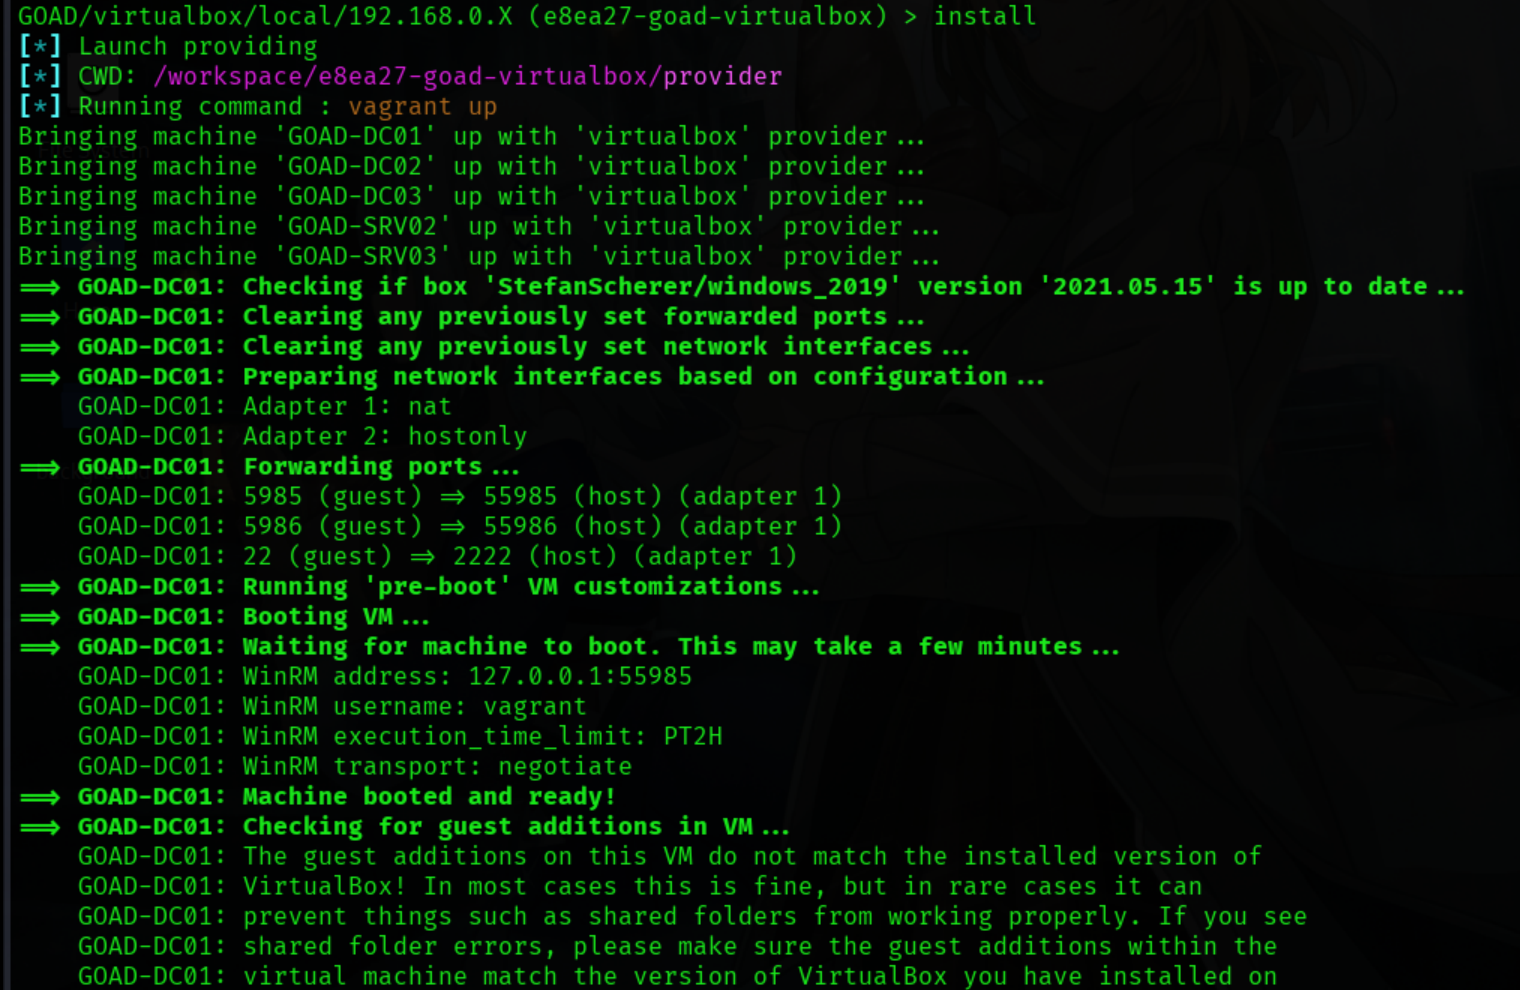 GOAD/virtualbox/local/192.168.0.X (e8ea27-goad-virtualbox) > install
[*] Launch providing
[*] CWD: /workspace/e8ea27-goad-virtualbox/provider
[*] Running command : vagrant up
Bringing machine 'GOAD-DC01' up with 'virtualbox' provider...
Bringing machine 'GOAD-DC02' up with 'virtualbox' provider...
Bringing machine 'GOAD-DC03' up with 'virtualbox' provider...
Bringing machine 'GOAD-SRV02' up with 'virtualbox' provider...
Bringing machine 'GOAD-SRV03' up with 'virtualbox' provider...
==> GOAD-DC01: Checking if box 'StefanScherer/windows_2019' version '2021.05.15' is up to date...
==> GOAD-DC01: Clearing any previously set forwarded ports...
==> GOAD-DC01: Clearing any previously set network interfaces...
==> GOAD-DC01: Preparing network interfaces based on configuration...
GOAD-DC01: Adapter 1: nat
GOAD-DC01: Adapter 2: hostonly
==> GOAD-DC01: Forwarding ports...
GOAD-DC01: 5985 (guest) => 55985 (host) (adapter 1)
GOAD-DC01: 5986 (guest) => 55986 (host) (adapter 1)
GOAD-DC01: 22 (guest) => 2222 (host) (adapter 1)
==> GOAD-DC01: Running 'pre-boot' VM customizations...
==> GOAD-DC01: Booting VM...
==> GOAD-DC01: Waiting for machine to boot. This may take a few minutes...
GOAD-DC01: WinRM address: 127.0.0.1:55985
GOAD-DC01: WinRM username: vagrant
GOAD-DC01: WinRM execution_time_limit: PT2H
GOAD-DC01: WinRM transport: negotiate
==> GOAD-DC01: Machine booted and ready!
==> GOAD-DC01: Checking for guest additions in VM...
GOAD-DC01: The guest additions on this VM do not match the installed version of
GOAD-DC01: VirtualBox! In most cases this is fine, but in rare cases it can
GOAD-DC01: prevent things such as shared folders from working properly. If you see
GOAD-DC01: shared folder errors, please make sure the guest additions within the
GOAD-DC01: virtual machine match the version of VirtualBox you have installed on